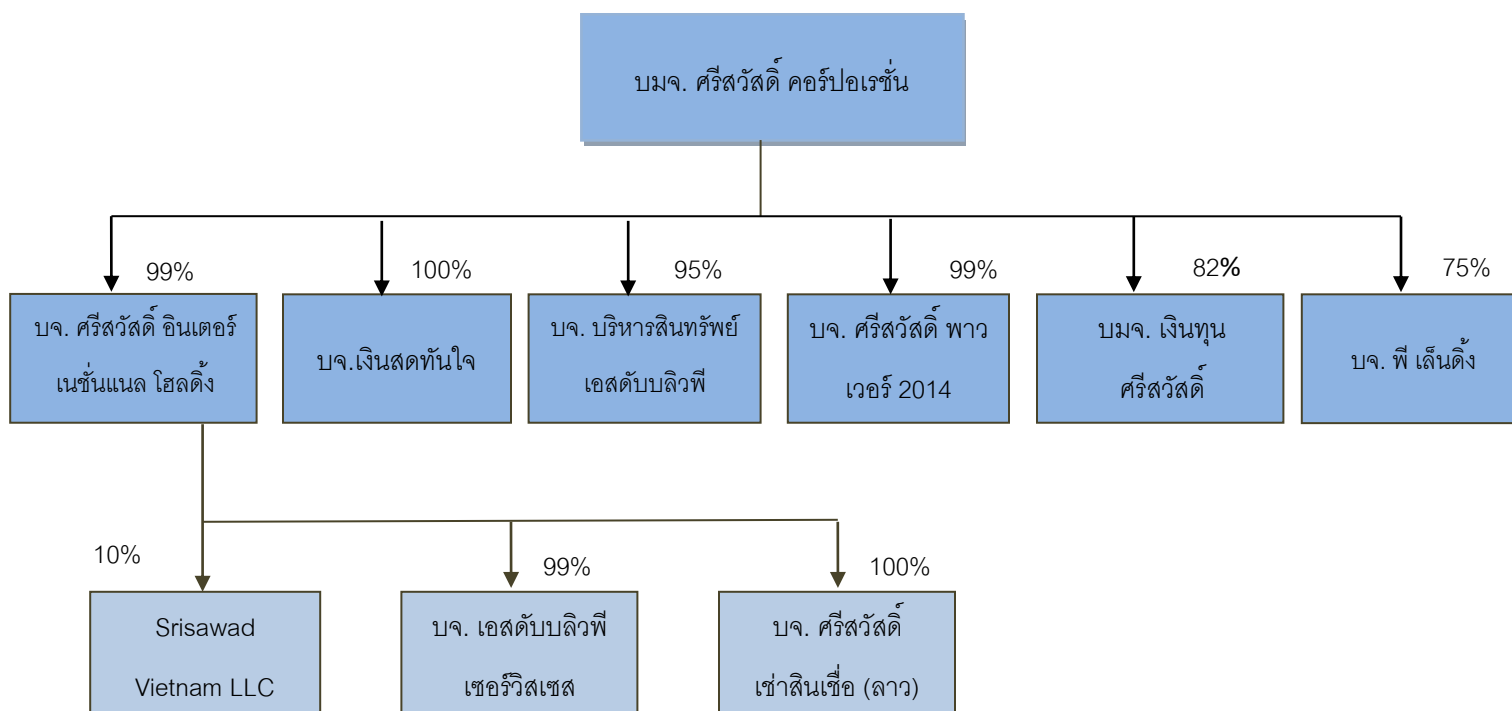 บมจ. ศรีสวัสดิ์ คอร์ปอเรชั่น
99%
100%
95%
99%
82%
75%
บจ. ศรีสวัสดิ์ อินเตอร์
เนชั่นแนล โฮลดิ้ง
บจ.เงินสดทันใจ
บจ. บริหารสินทรัพย์
เอสดับบลิวพี
บจ. ศรีสวัสดิ์ พาว
เวอร์ 2014
บมจ. เงินทุน
ศรีสวัสดิ์
บจ. พี เล็นดิ้ง
10%
99%
100%
Srisawad
Vietnam LLC
บจ. เอสดับบลิวพี
เซอร์วิสเซส
บจ. ศรีสวัสดิ์
เช่าสินเชื่อ (ลาว)